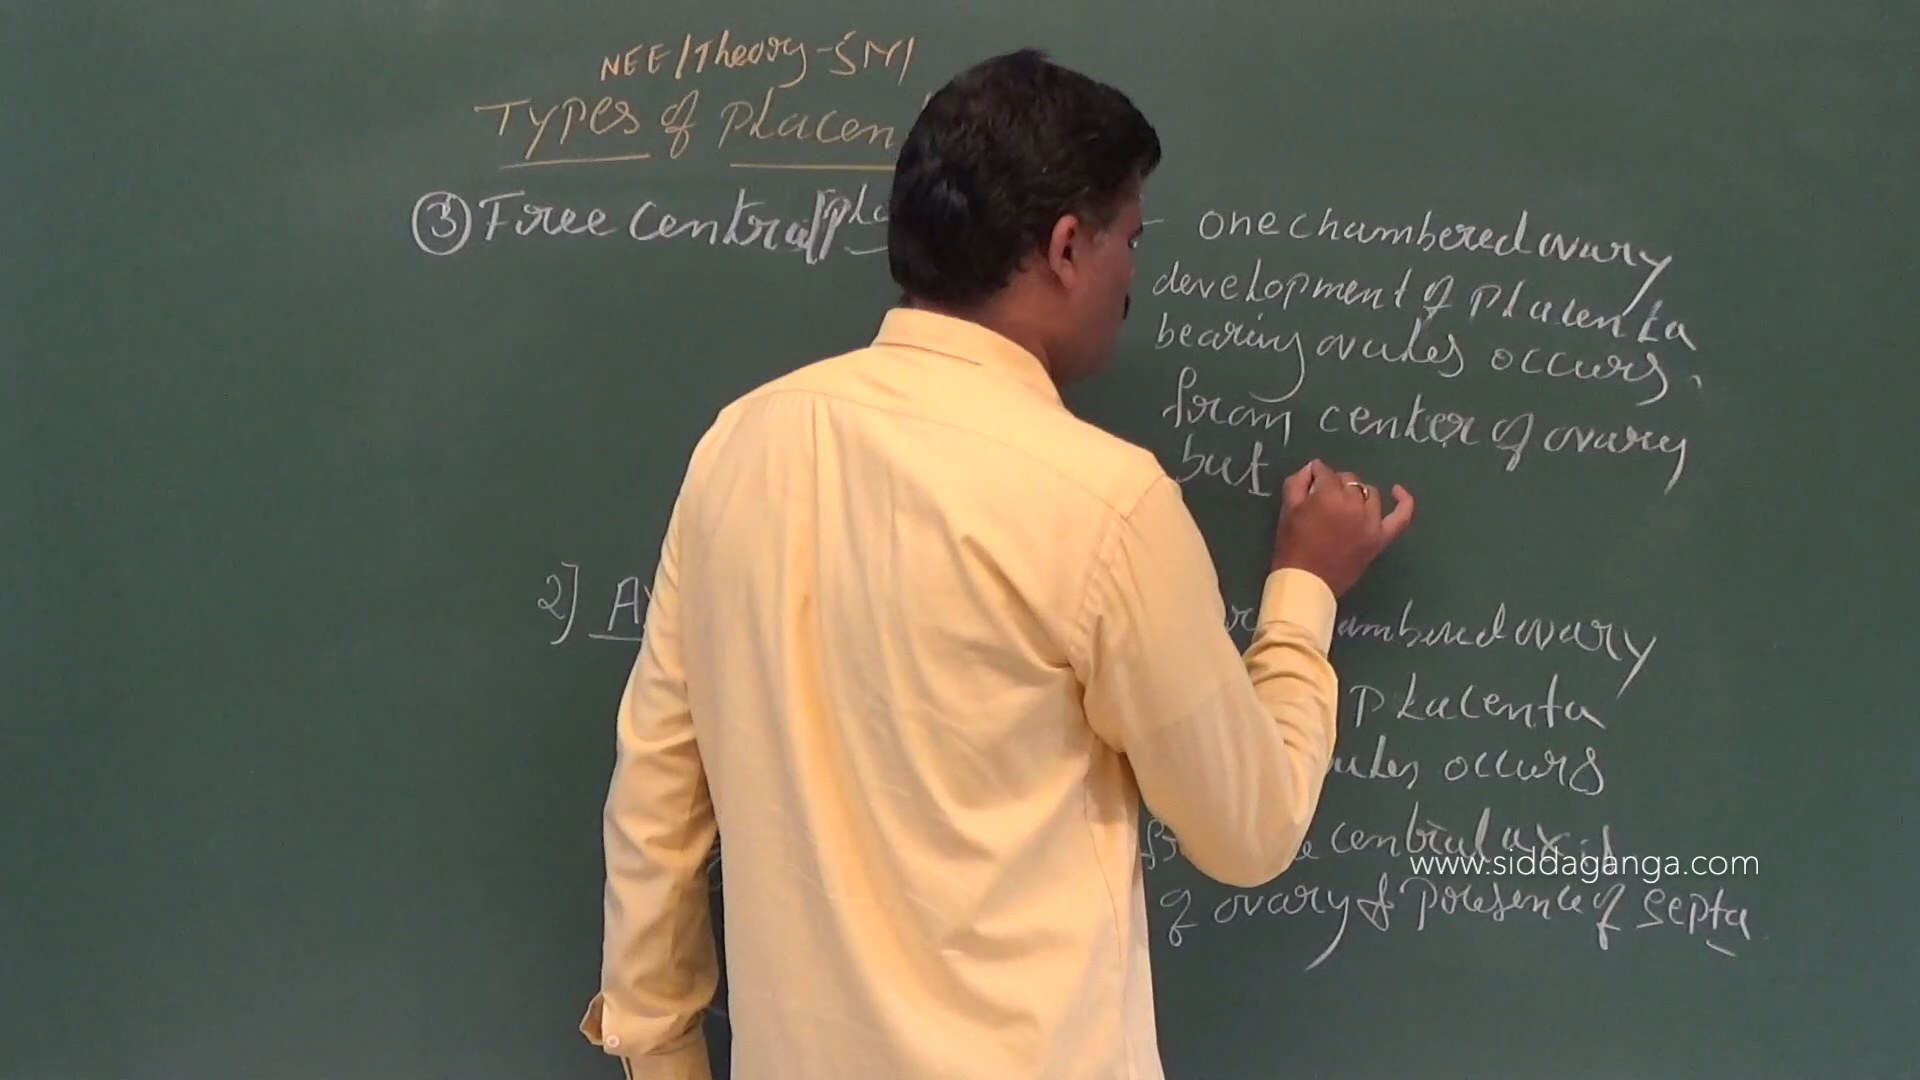 NEE/Theory-SM/
Types of placen
③ Free central pla
- one chambered ovary
development of placenta
bearing ovules occurs.
from center of ovary
but
2] Ax
ambered ovary
placenta
ules occurs
central axis
of ovary & presence of septa
www.siddaganga.com